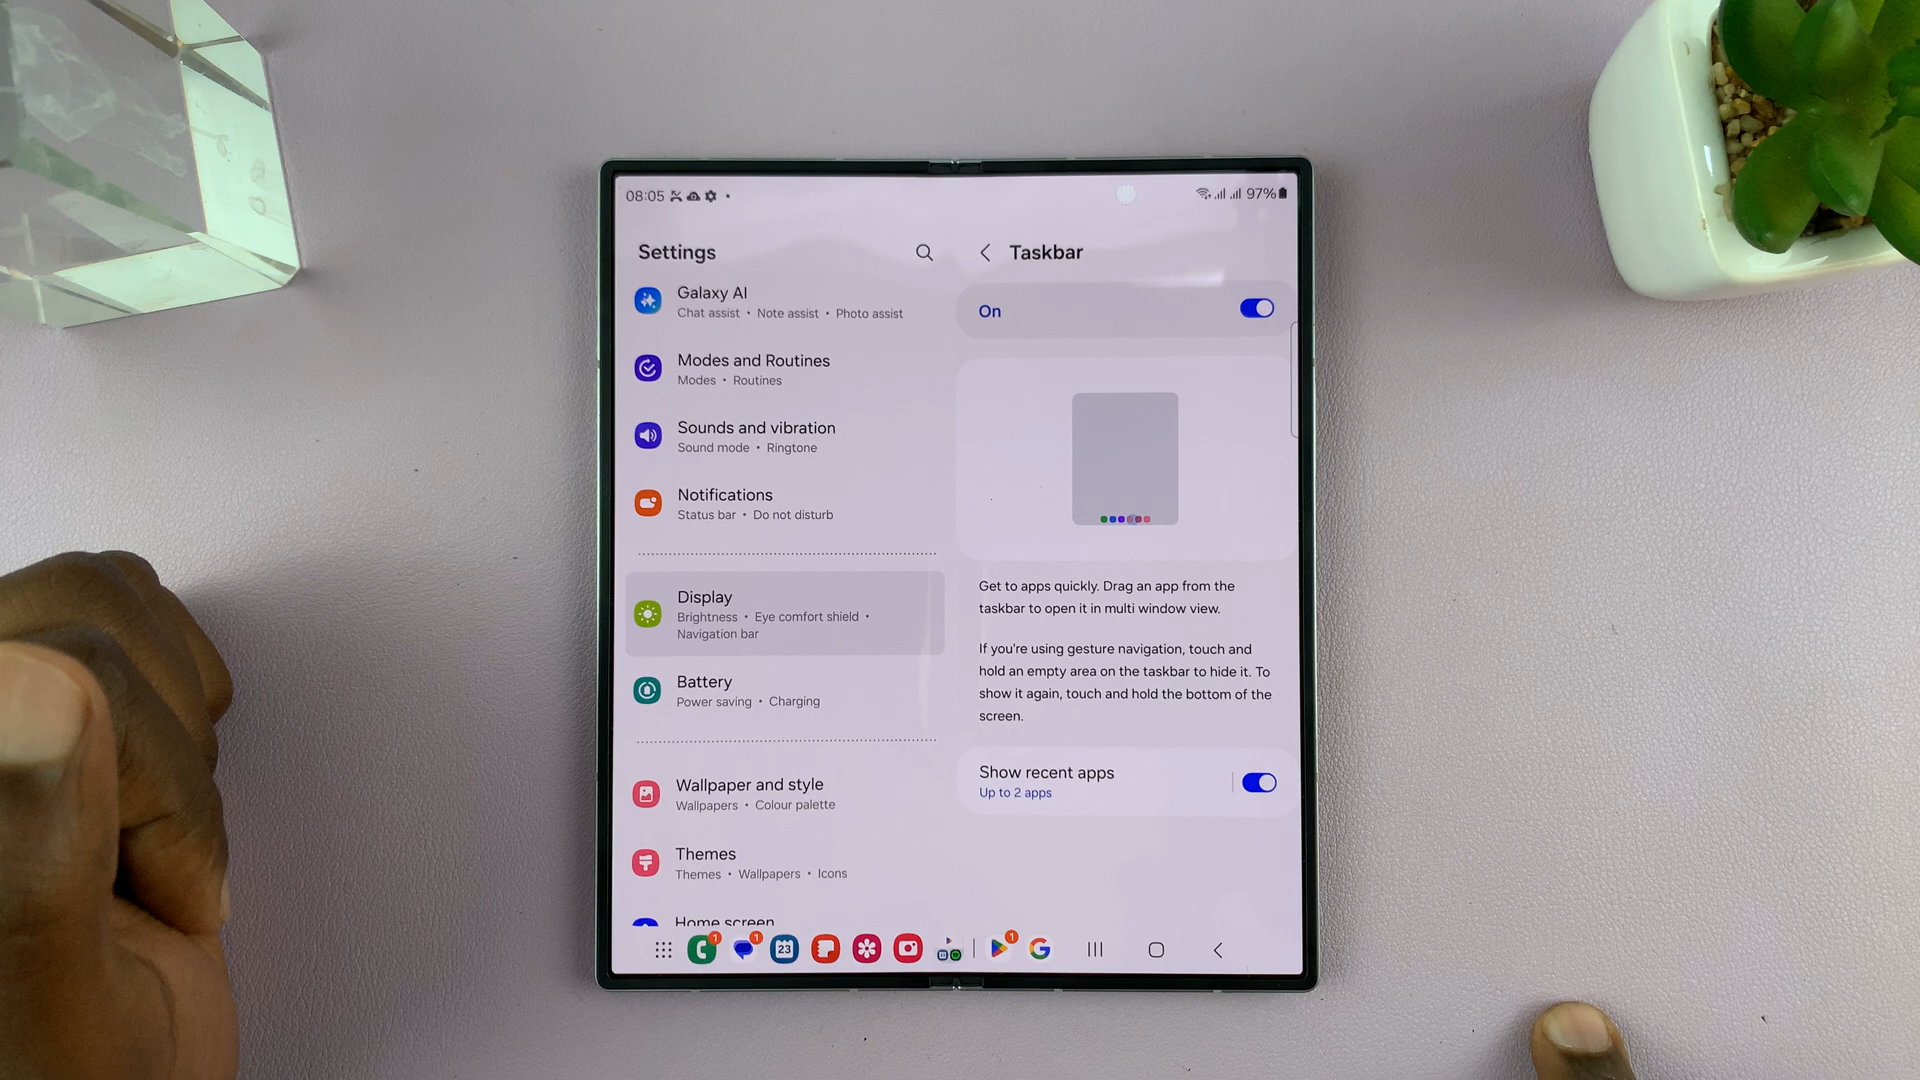 08:05
97%
Settings
Galaxy AI
Chat assist • Note assist • Photo assist
Modes and Routines
Modes • Routines
Sounds and vibration
Sound mode • Ringtone
Notifications
Status bar • Do not disturb
Display
Brightness • Eye comfort shield •
Navigation bar
Battery
Power saving • Charging
Wallpaper and style
Wallpapers • Colour palette
Themes
Themes • Wallpapers • Icons
Home screen
Taskbar
On
Get to apps quickly. Drag an app from the
taskbar to open it in multi window view.
If you're using gesture navigation, touch and
hold an empty area on the taskbar to hide it. To
show it again, touch and hold the bottom of the
screen.
Show recent apps
Up to 2 apps
1
1
23
1
G